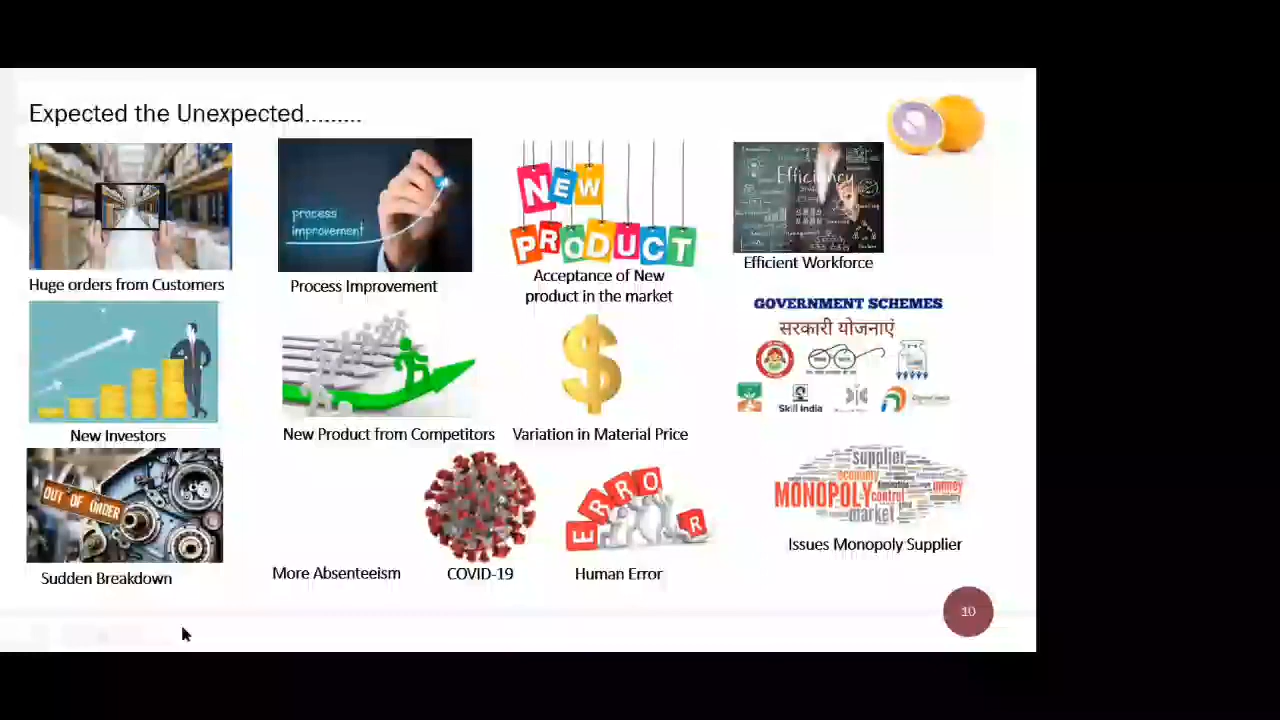 Expected the Unexpected.........
process
improvement
NEW
PRODUCT
Efficiency
Huge orders from Customers
Process Improvement
Acceptance of New
product in the market
Efficient Workforce
GOVERNMENT SCHEMES
सरकारी योजनाएं
Skill India
New Investors
New Product from Competitors
Variation in Material Price
OUT OF ORDER
ERROR
supplier
economy
MONOPOLY
control
money
market
Issues Monopoly Supplier
Sudden Breakdown
More Absenteeism
COVID-19
Human Error
10